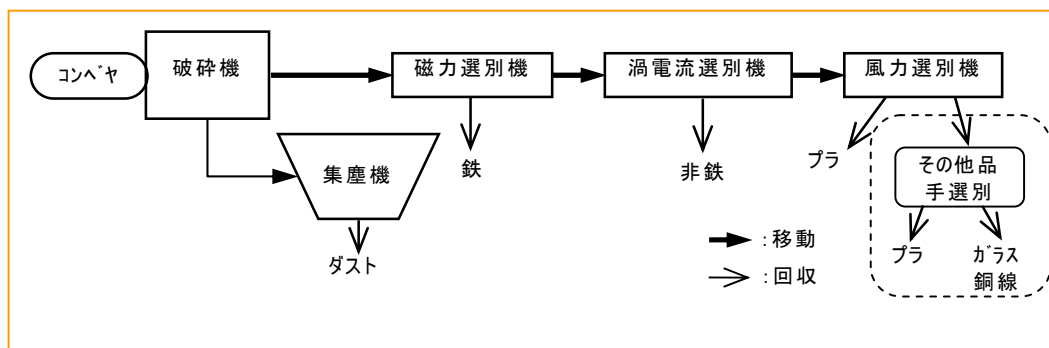 コンベヤ
破砕機
磁力選別機
渦電流選別機
風力選別機
集塵機
鉄
非鉄
プラ
その他品
手選別
ダスト
プラ
ガラス
銅線
:移動
:回収